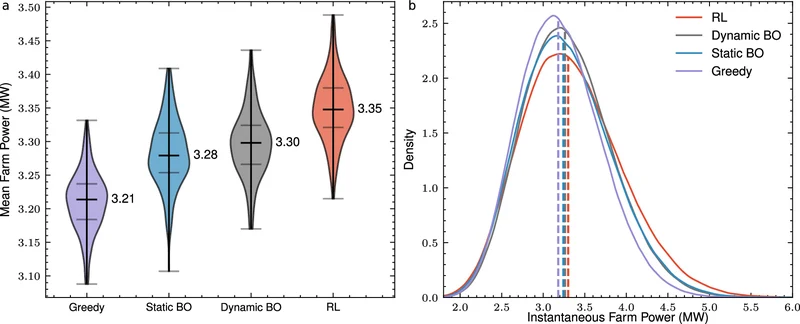 a
3.50
3.45
3.40
3.35
3.30
3.25
3.20
3.15
3.10
Mean Farm Power (MW)
3.21
3.28
3.30
3.35
Greedy
Static BO
Dynamic BO
RL
b
2.5
2.0
1.5
1.0
0.5
0.0
Density
RL
Dynamic BO
Static BO
Greedy
2.0
2.5
3.0
3.5
4.0
4.5
5.0
5.5
6.0
Instantaneous Farm Power (MW)